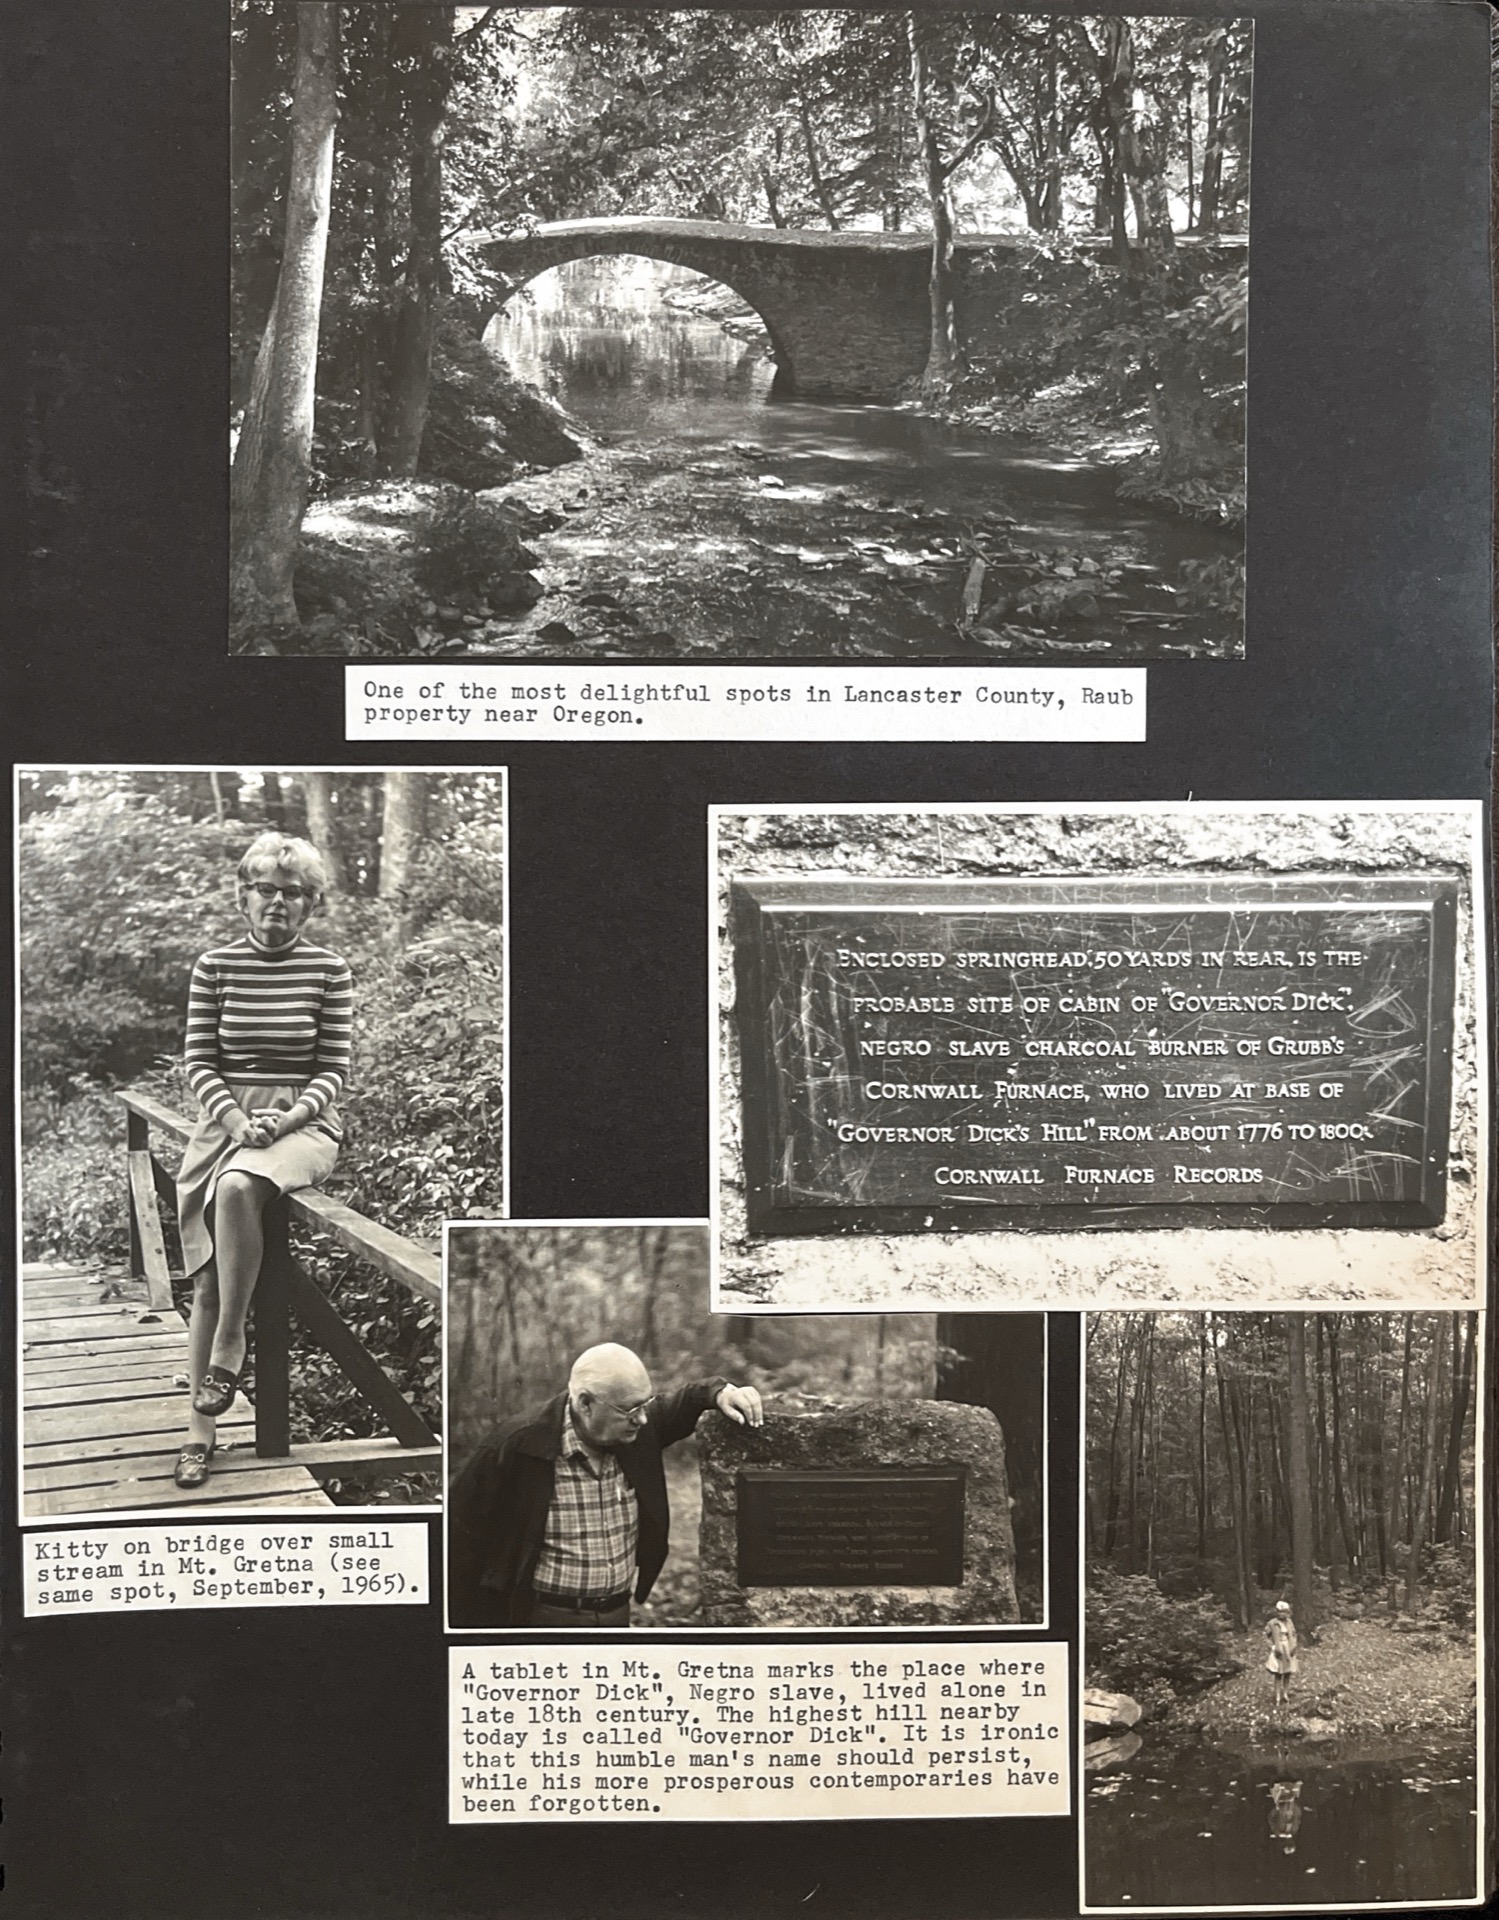 One of the most delightful spots in Lancaster County, Raub
property near Oregon.
ENCLOSED SPRINGHEAD, 50 YARDS IN REAR, IS THE
PROBABLE SITE OF CABIN OF "GOVERNOR DICK",
NEGRO SLAVE CHARCOAL BURNER OF GRUBB'S
CORNWALL FURNACE, WHO LIVED AT BASE OF
"GOVERNOR DICK'S HILL" FROM ABOUT 1776 TO 1800.
CORNWALL FURNACE RECORDS
Kitty on bridge over small
stream in Mt. Gretna (see
same spot, September, 1965).
A tablet in Mt. Gretna marks the place where
"Governor Dick", Negro slave, lived alone in
late 18th century. The highest hill nearby
today is called "Governor Dick". It is ironic
that this humble man's name should persist,
while his more prosperous contemporaries have
been forgotten.